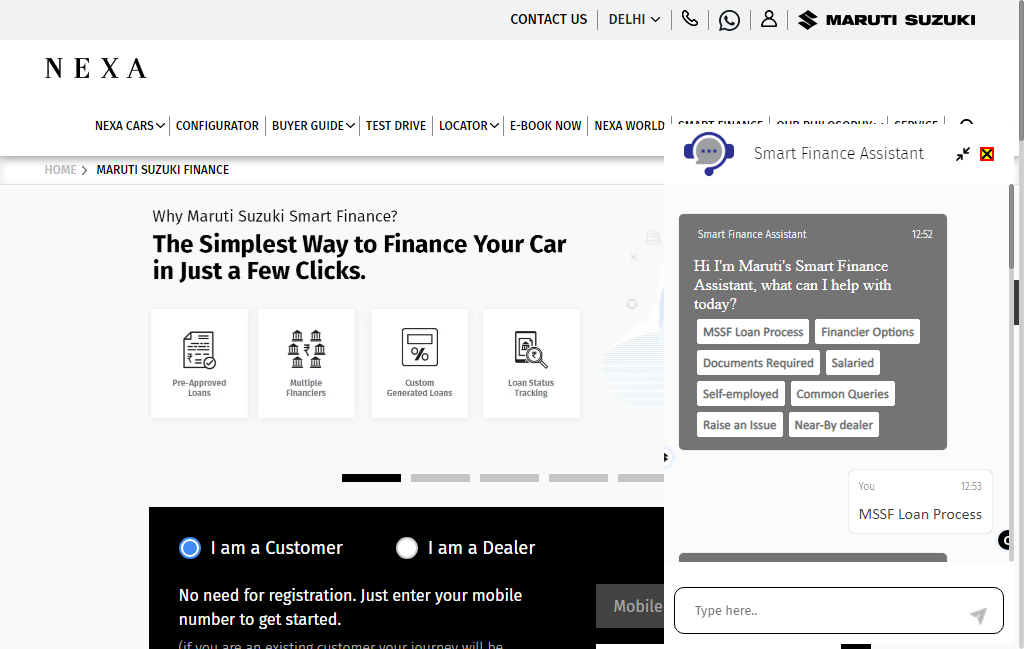 CONTACT US
DELHI
MARUTI SUZUKI
NEXA
NEXA CARS
CONFIGURATOR
BUYER GUIDE
TEST DRIVE
LOCATOR
E-BOOK NOW
NEXA WORLD
SMART FINANCE
OUR PHILOSOPHY
SERVICE
HOME
MARUTI SUZUKI FINANCE
Why Maruti Suzuki Smart Finance?
The Simplest Way to Finance Your Car
in Just a Few Clicks.
Pre-Approved
Loans
Multiple
Financiers
Custom
Generated Loans
Loan Status
Tracking
I am a Customer
I am a Dealer
No need for registration. Just enter your mobile
number to get started.
(if you are an existing customer your journey will be
Mobile
Smart Finance Assistant
Smart Finance Assistant
12:52
Hi I'm Maruti's Smart Finance
Assistant, what can I help with
today?
MSSF Loan Process
Financier Options
Documents Required
Salaried
Self-employed
Common Queries
Raise an Issue
Near-By dealer
You
12:53
MSSF Loan Process
Type here..